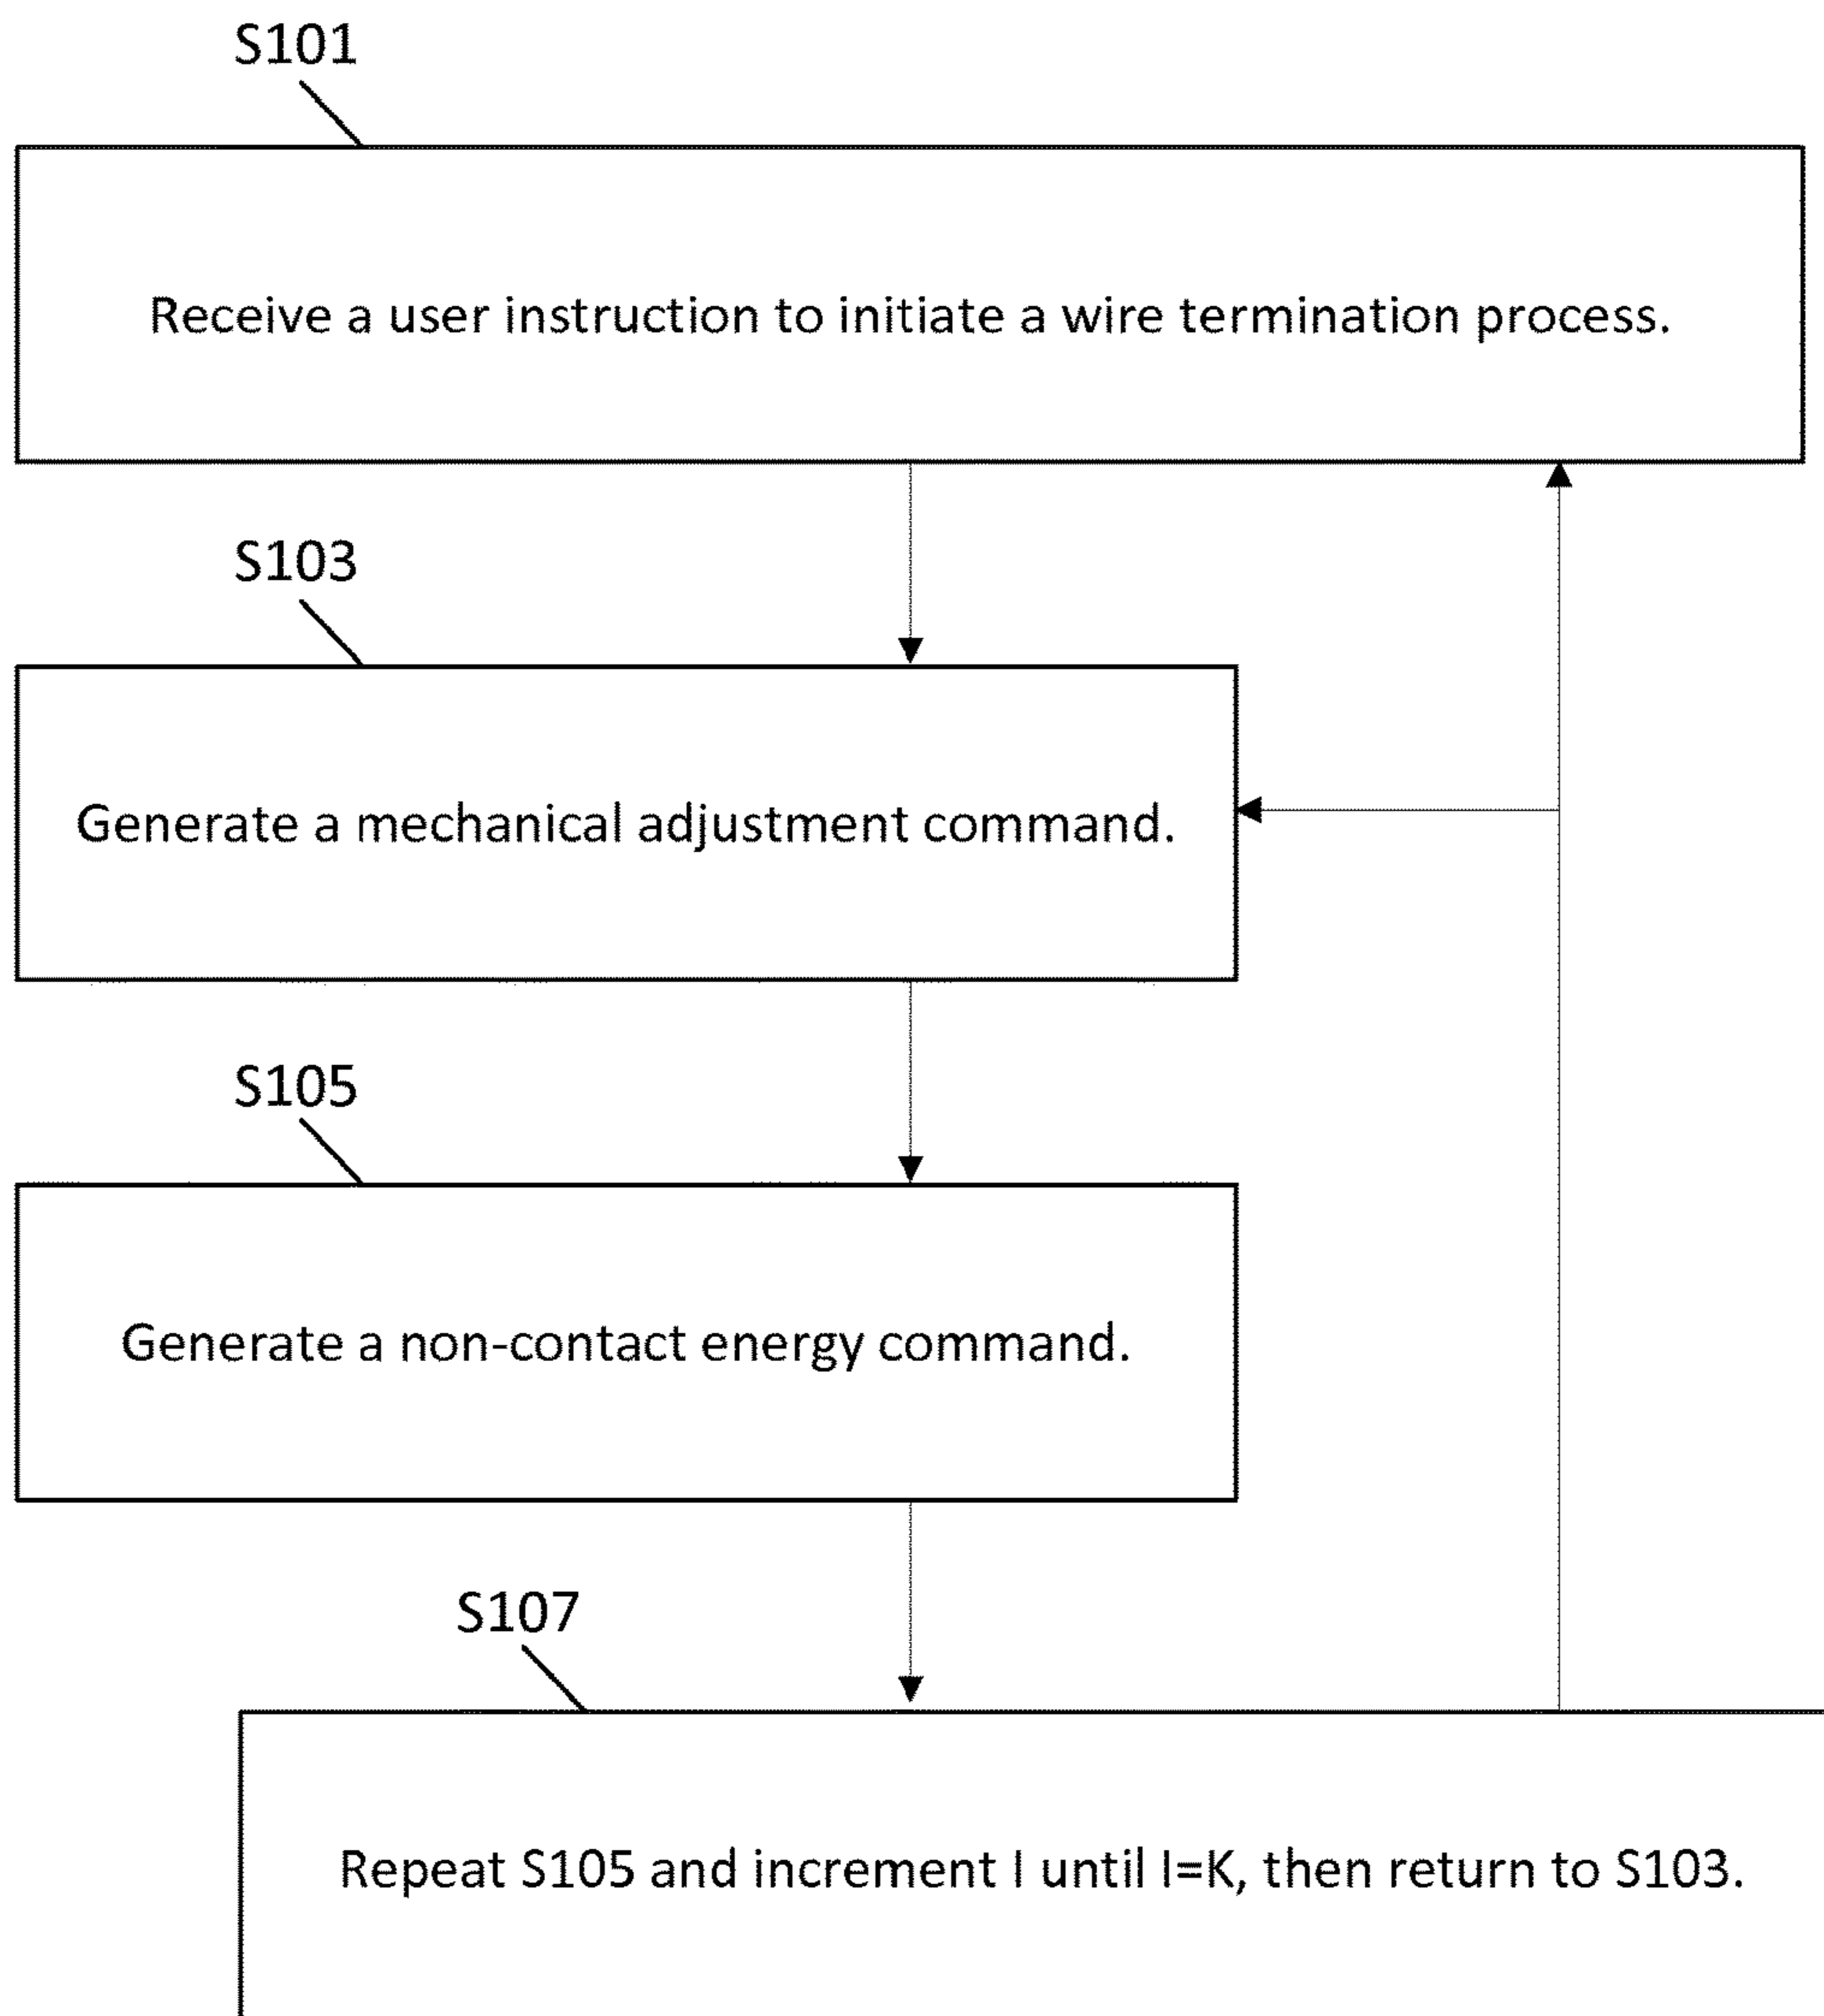 S101
Receive a user instruction to initiate a wire termination process.
S103
Generate a mechanical adjustment command.
S105
Generate a non-contact energy command.
S107
Repeat S105 and increment I until I=K, then return to S103.